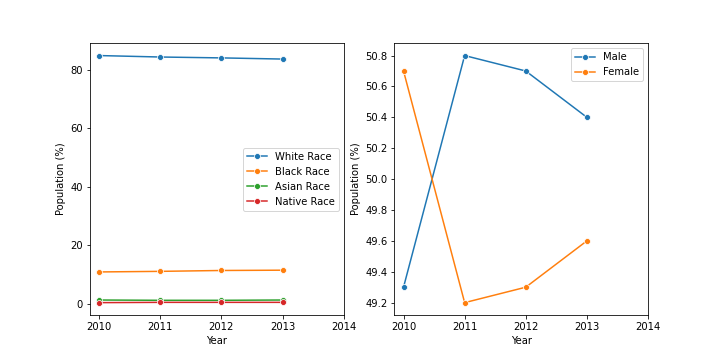 80
60
40
20
0
Population (%)
2010
2011
2012
2013
2014
Year
White Race
Black Race
Asian Race
Native Race
50.8
50.6
50.4
50.2
50.0
49.8
49.6
49.4
49.2
Population (%)
2010
2011
2012
2013
2014
Year
Male
Female